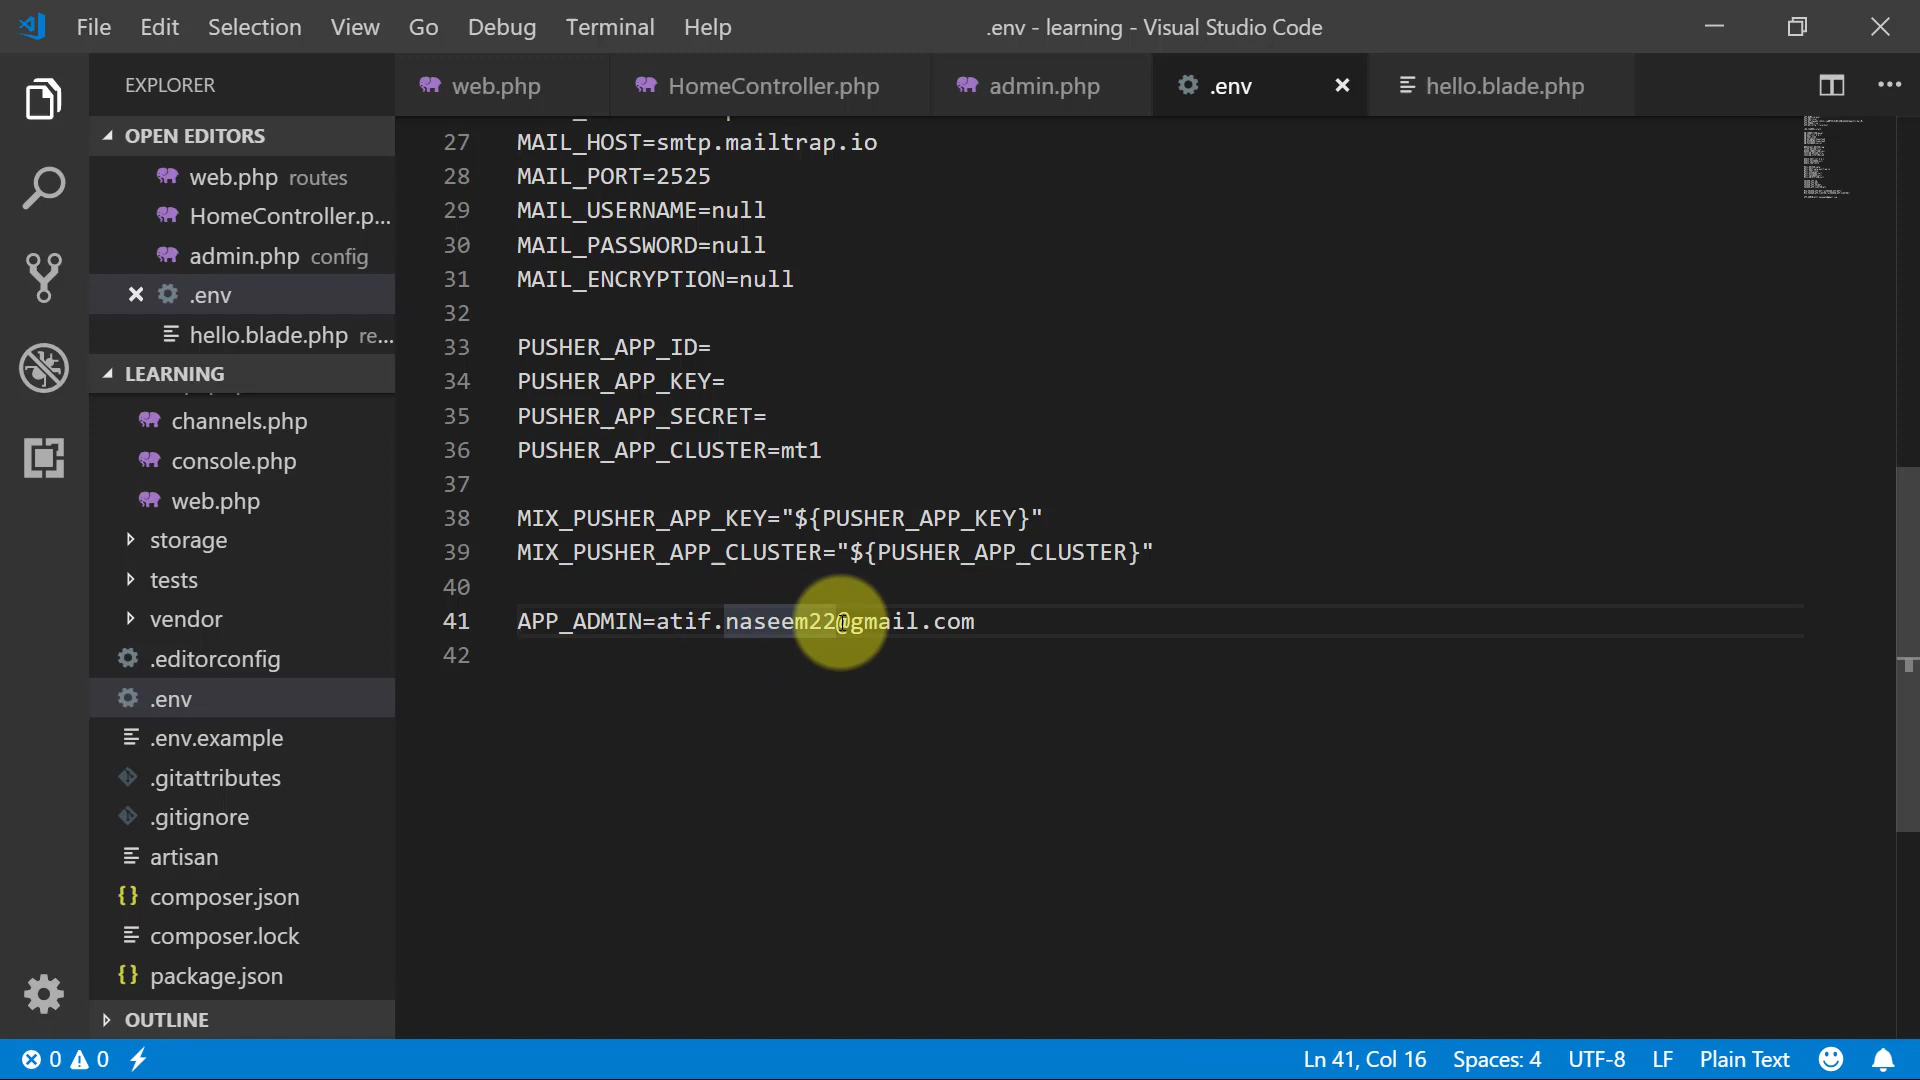 File Edit Selection View Go Debug Terminal Help .env - learning - Visual Studio Code
EXPLORER
web.php HomeController.php admin.php .env hello.blade.php
OPEN EDITORS
web.php routes
HomeController.p...
admin.php config
.env
hello.blade.php re...
LEARNING
channels.php
console.php
web.php
storage
tests
vendor
.editorconfig
.env
.env.example
.gitattributes
.gitignore
artisan
composer.json
composer.lock
package.json
OUTLINE
27 MAIL_HOST=smtp.mailtrap.io
28 MAIL_PORT=2525
29 MAIL_USERNAME=null
30 MAIL_PASSWORD=null
31 MAIL_ENCRYPTION=null
32
33 PUSHER_APP_ID=
34 PUSHER_APP_KEY=
35 PUSHER_APP_SECRET=
36 PUSHER_APP_CLUSTER=mt1
37
38 MIX_PUSHER_APP_KEY="${PUSHER_APP_KEY}"
39 MIX_PUSHER_APP_CLUSTER="${PUSHER_APP_CLUSTER}"
40
41 APP_ADMIN=atif.naseem22@gmail.com
42
0 0 Ln 41, Col 16 Spaces: 4 UTF-8 LF Plain Text